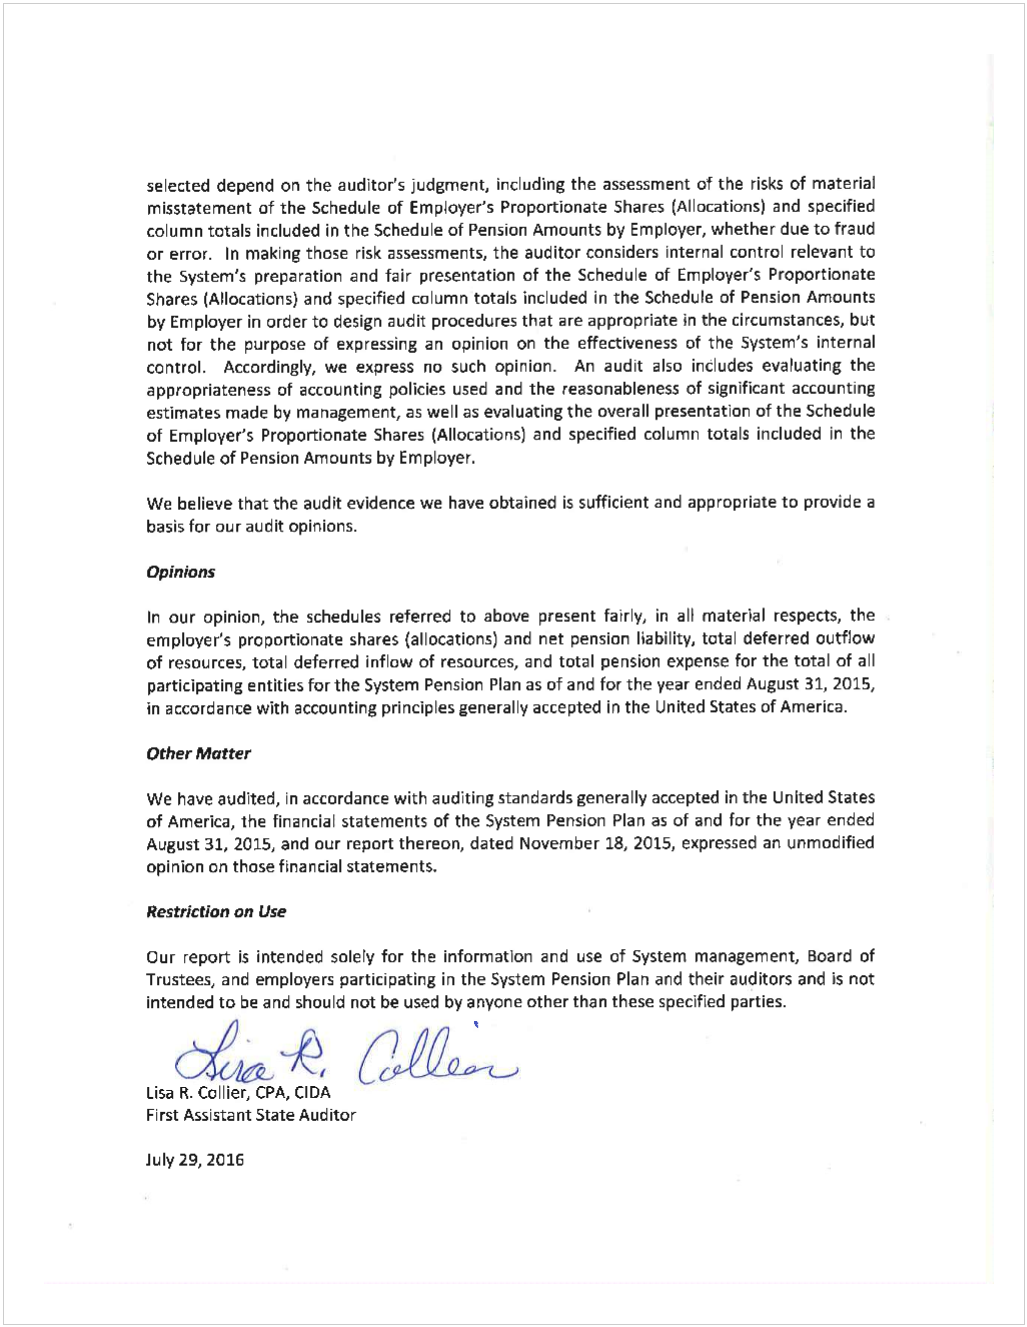 selected depend on the auditor's judgment, including the assessment of the risks of material
misstatement of the Schedule of Employer's Proportionate Shares (Allocations) and specified
column totals included in the Schedule of Pension Amounts by Employer, whether due to fraud
or error. In making those risk assessments, the auditor considers internal control relevant to
the System's preparation and fair presentation of the Schedule of Employer's Proportionate
Shares (Allocations) and specified column totals included in the Schedule of Pension Amounts
by Employer in order to design audit procedures that are appropriate in the circumstances, but
not for the purpose of expressing an opinion on the effectiveness of the System's internal
control. Accordingly, we express no such opinion. An audit also includes evaluating the
appropriateness of accounting policies used and the reasonableness of significant accounting
estimates made by management, as well as evaluating the overall presentation of the Schedule
of Employer's Proportionate Shares (Allocations) and specified column totals included in the
Schedule of Pension Amounts by Employer.
We believe that the audit evidence we have obtained is sufficient and appropriate to provide a
basis for our audit opinions.
Opinions
In our opinion, the schedules referred to above present fairly, in all material respects, the
employer's proportionate shares (allocations) and net pension liability, total deferred outflow
of resources, total deferred inflow of resources, and total pension expense for the total of all
participating entities for the System Pension Plan as of and for the year ended August 31, 2015,
in accordance with accounting principles generally accepted in the United States of America.
Other Matter
We have audited, in accordance with auditing standards generally accepted in the United States
of America, the financial statements of the System Pension Plan as of and for the year ended
August 31, 2015, and our report thereon, dated November 18, 2015, expressed an unmodified
opinion on those financial statements.
Restriction on Use
Our report is intended solely for the information and use of System management, Board of
Trustees, and employers participating in the System Pension Plan and their auditors and is not
intended to be and should not be used by anyone other than these specified parties.
Lisa R. Collier
Lisa R. Collier, CPA, CIDA
First Assistant State Auditor
July 29, 2016